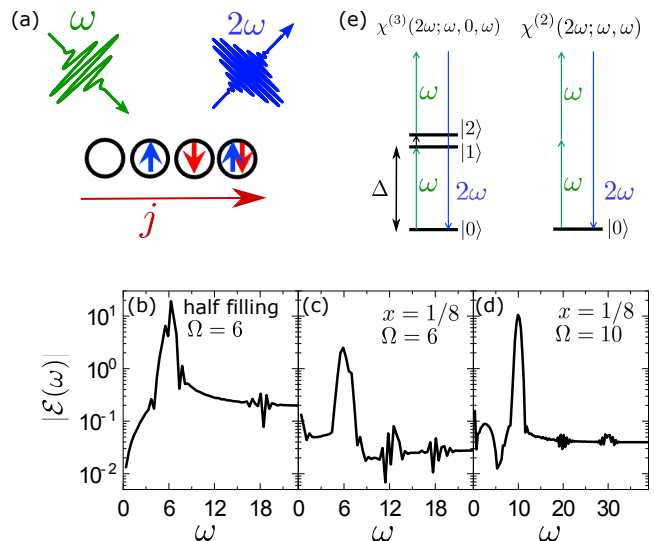 (a)
ω
2ω
j
(e)
χ^(3)(2ω; ω, 0, ω)
χ^(2)(2ω; ω, ω)
ω
ω
|2⟩
|1⟩
Δ
ω
2ω
2ω
|0⟩
|0⟩
(b) half filling
Ω = 6
(c)
x = 1/8
Ω = 6
(d)
x = 1/8
Ω = 10
|ℰ(ω)|
10^1
10^0
10^-1
10^-2
0 6 12 18
0 6 12 18
0 10 20 30
ω
ω
ω